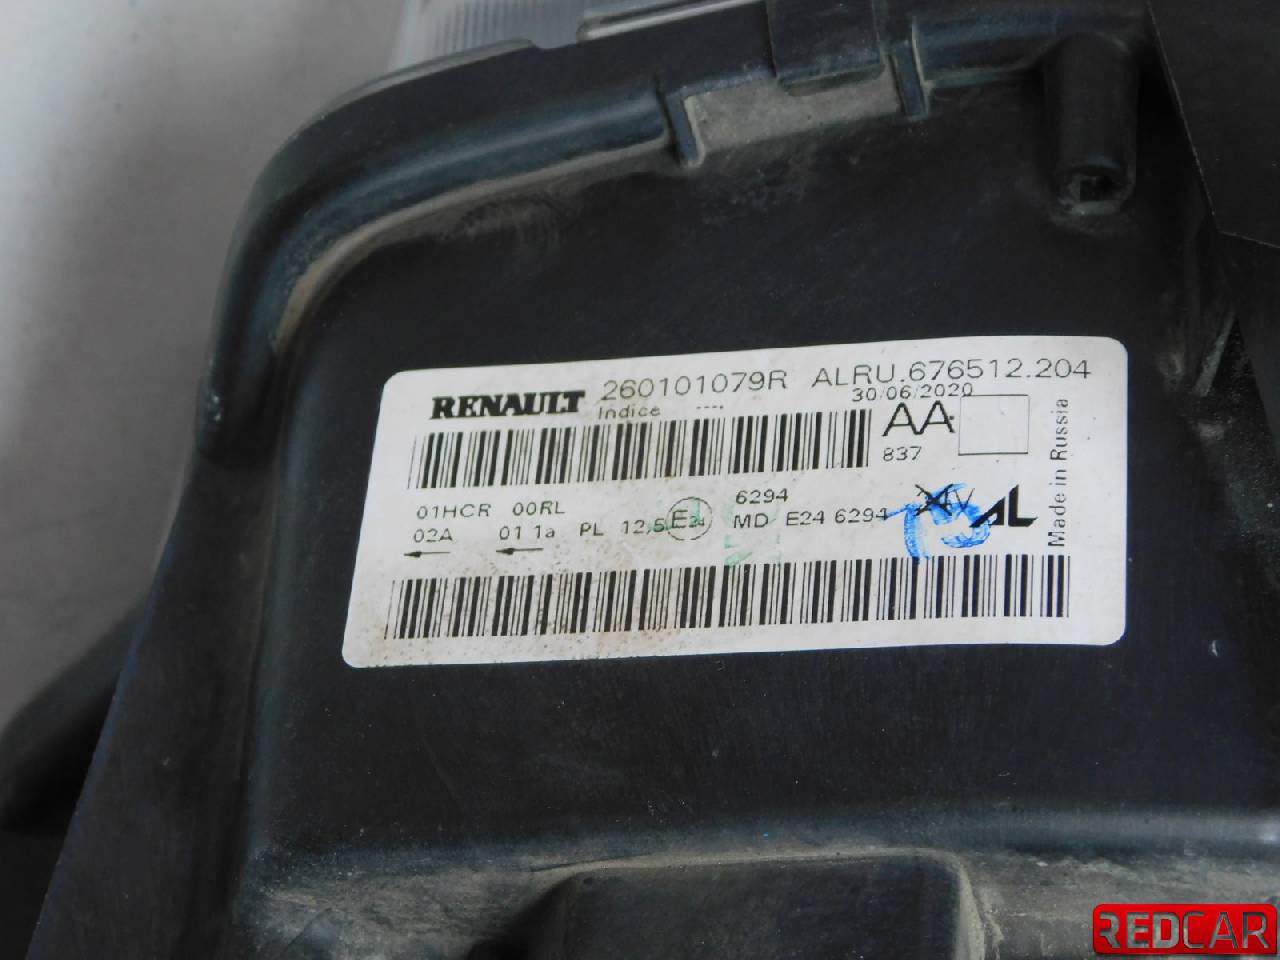 RENAULT 260101079R ALRU.676512.204
Indice ---- 30/06/2020
AA
837
01HCR 00RL 6294
02A 01 1a PL 12,5 E24 MD E24 6294 24V AL
Made in Russia
REDCAR